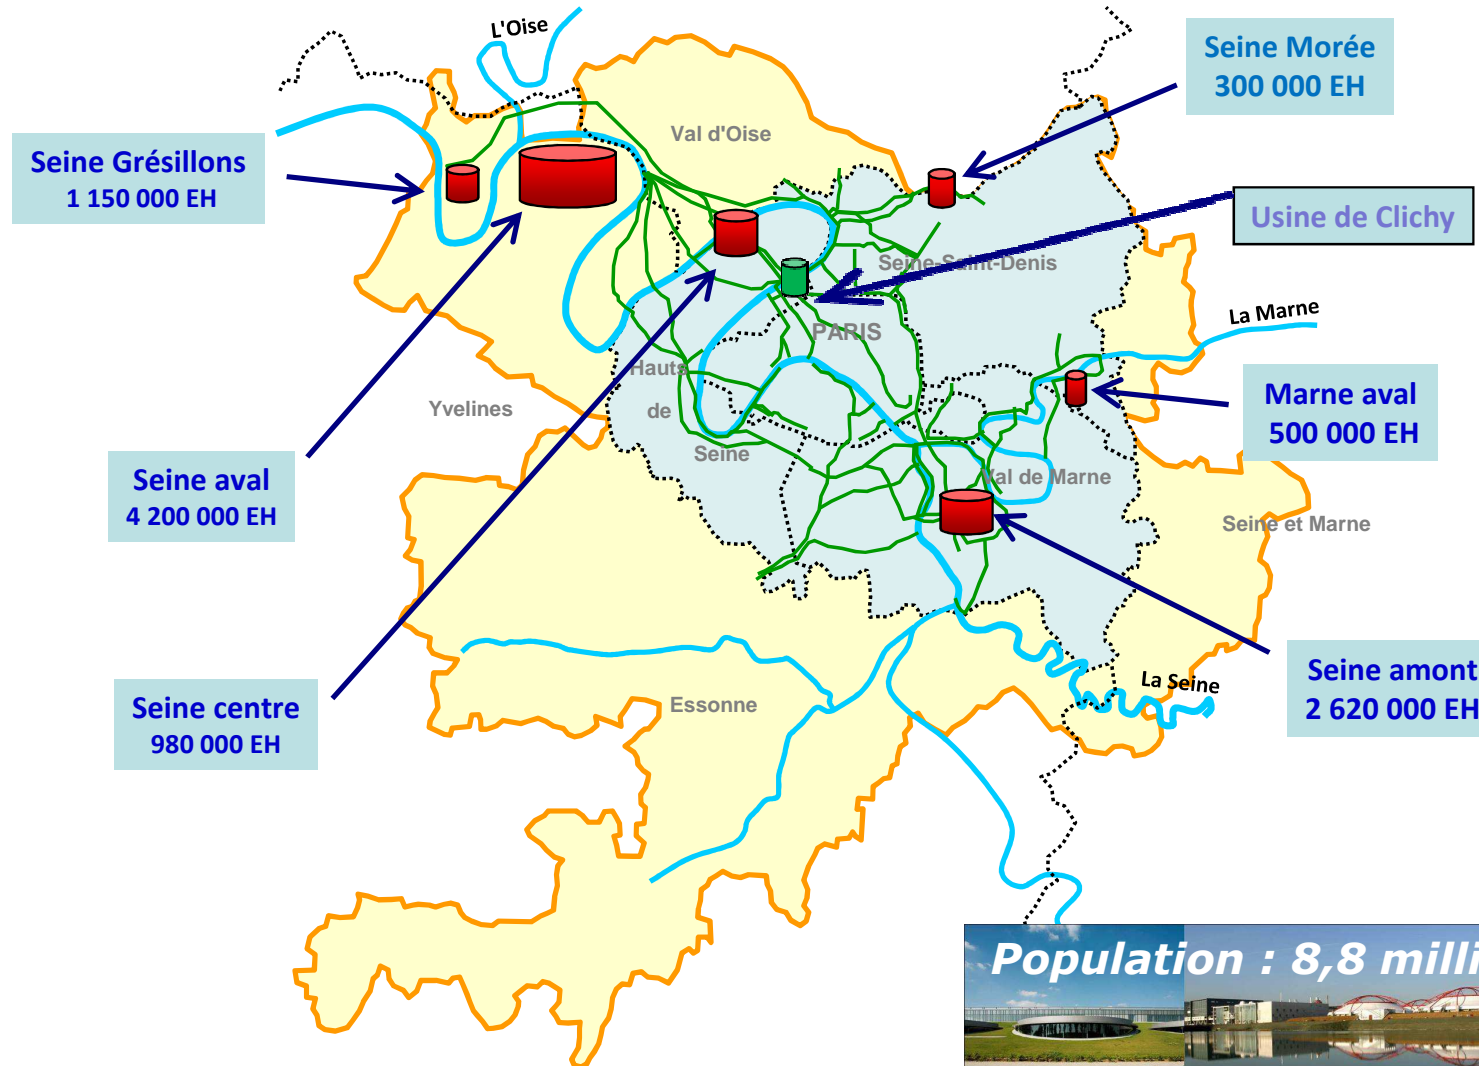 L'Oise
Seine Morée
300 000 EH
Val d'Oise
Seine Grésillons
1 150 000 EH
Usine de Clichy
Seine-Saint-Denis
La Marne
PARIS
Hauts
de
Seine
Yvelines
Marne aval
500 000 EH
Seine aval
4 200 000 EH
Val de Marne
Seine et Marne
Seine amont
2 620 000 EH
La Seine
Seine centre
980 000 EH
Essonne
Population : 8,8 milli